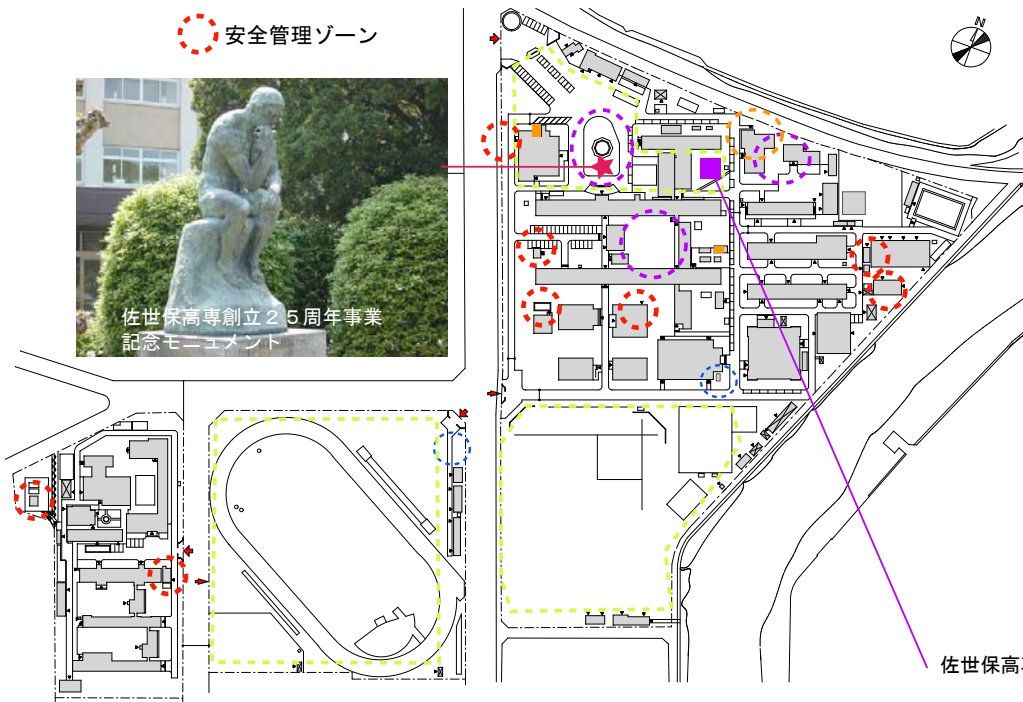 安全管理ゾーン
N
佐世保高専創立２５周年事業
記念モニュメント
佐世保高